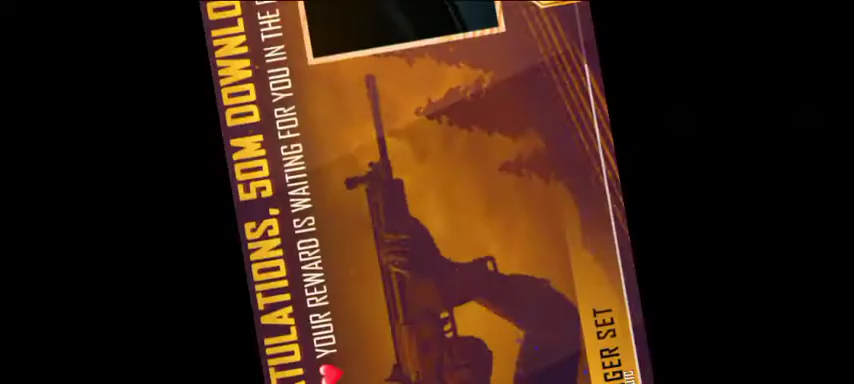 TULATIONS, 50M DOWNLO
YOUR REWARD IS WAITING FOR YOU IN THE
GER SET